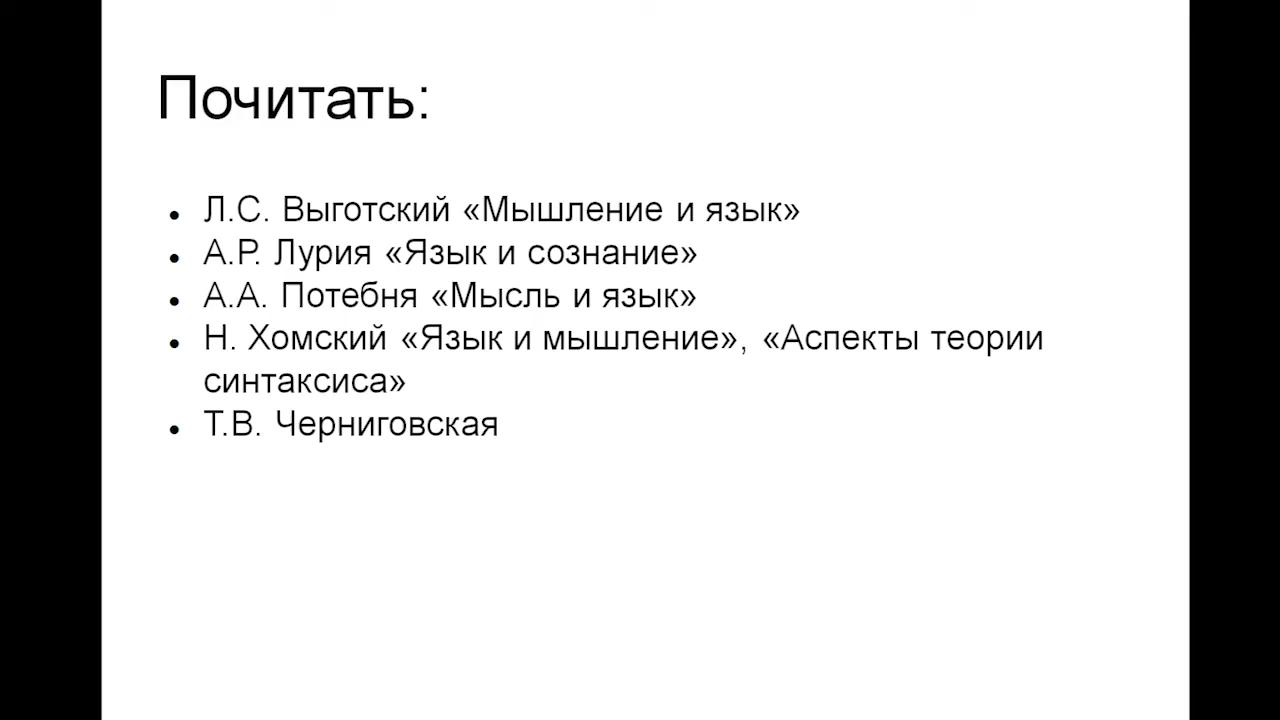 Почитать:
Л.С. Выготский «Мышление и язык»
А.Р. Лурия «Язык и сознание»
А.А. Потебня «Мысль и язык»
Н. Хомский «Язык и мышление», «Аспекты теории
синтаксиса»
Т.В. Черниговская